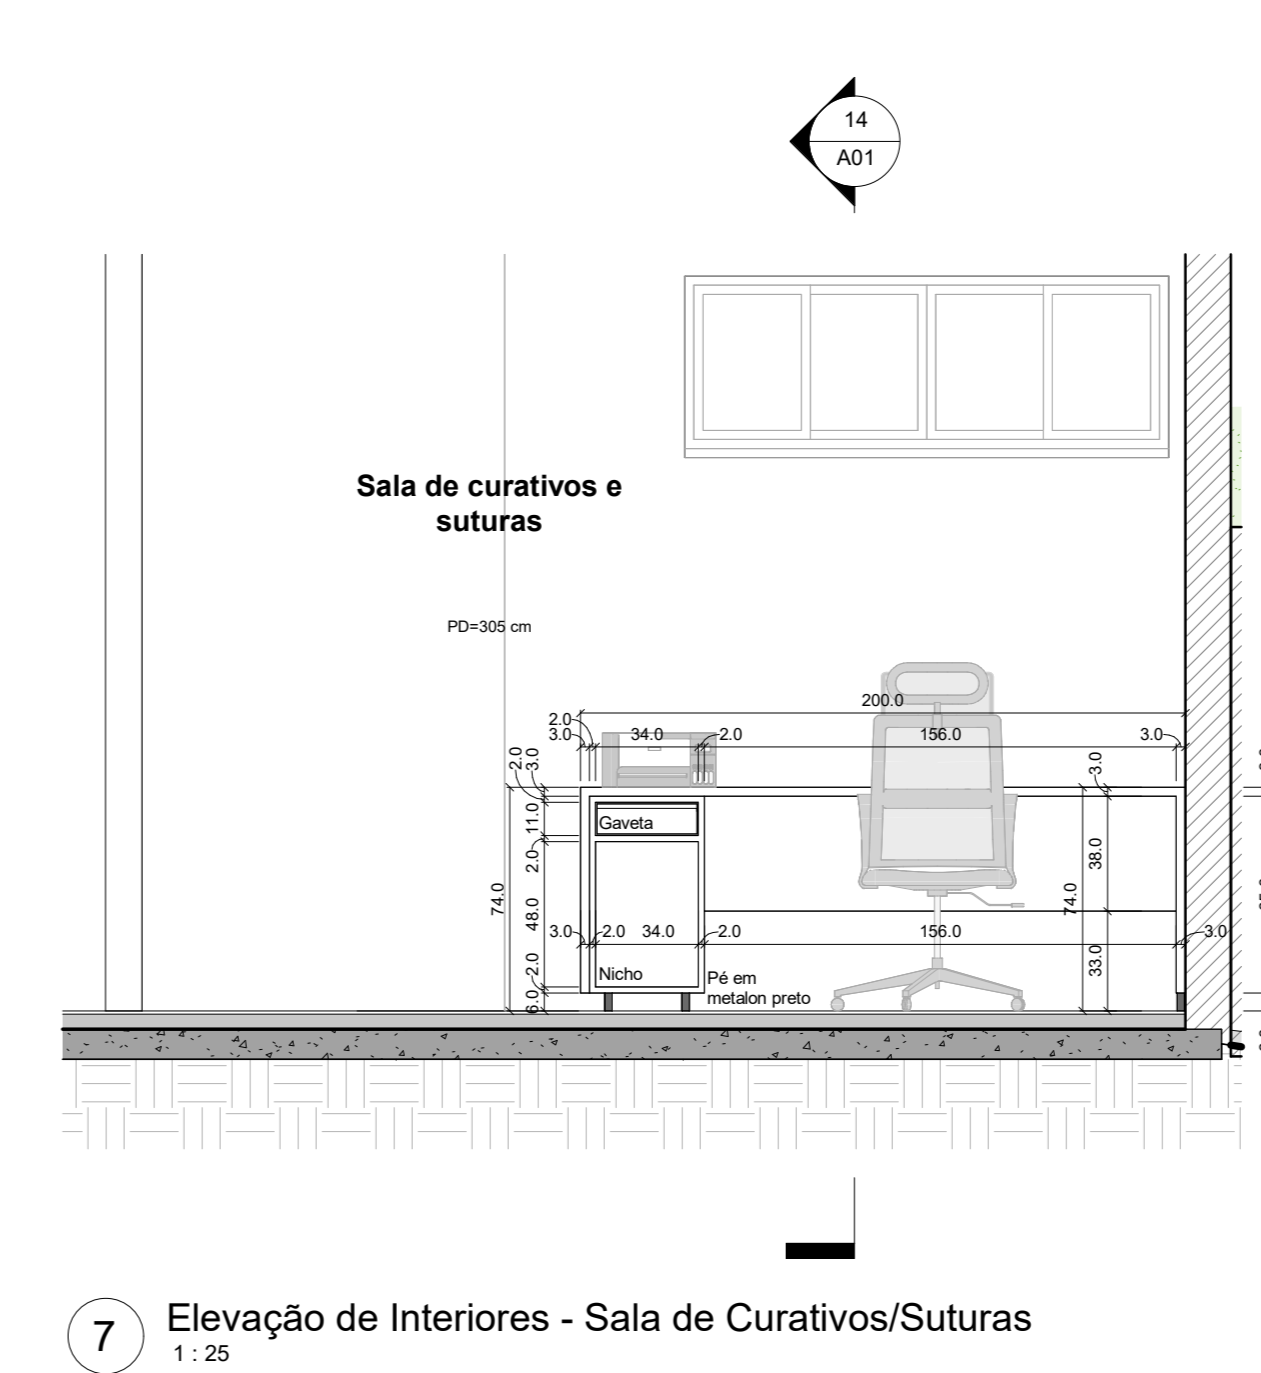 14
A01
Sala de curativos e
suturas
PD=305 cm
200.0
2.0
3.0
34.0
2.0
156.0
3.0
2.0
3.0
3.0
11.0
Gaveta
2.0
38.0
74.0
74.0
48.0
3.0
2.0
34.0
2.0
156.0
3.0
2.0
Nicho
33.0
Pé em
metalon preto
6.0
7
Elevação de Interiores - Sala de Curativos/Suturas
1 : 25